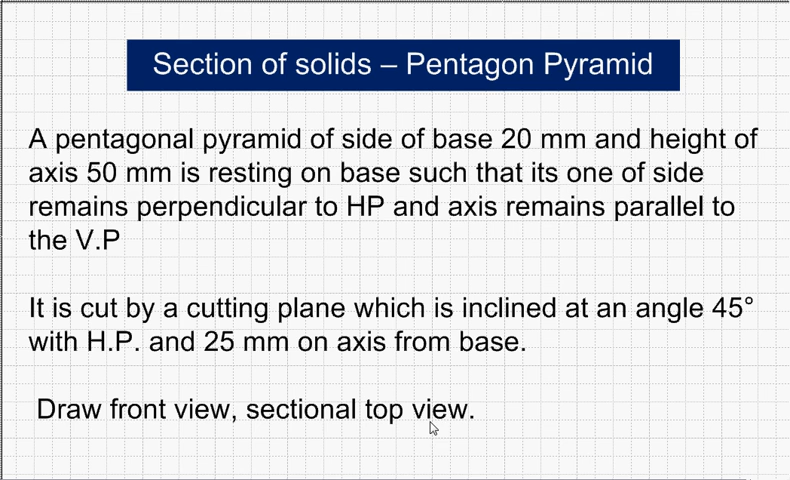 Section of solids – Pentagon Pyramid
A pentagonal pyramid of side of base 20 mm and height of
axis 50 mm is resting on base such that its one of side
remains perpendicular to HP and axis remains parallel to
the V.P
It is cut by a cutting plane which is inclined at an angle 45°
with H.P. and 25 mm on axis from base.
Draw front view, sectional top view.